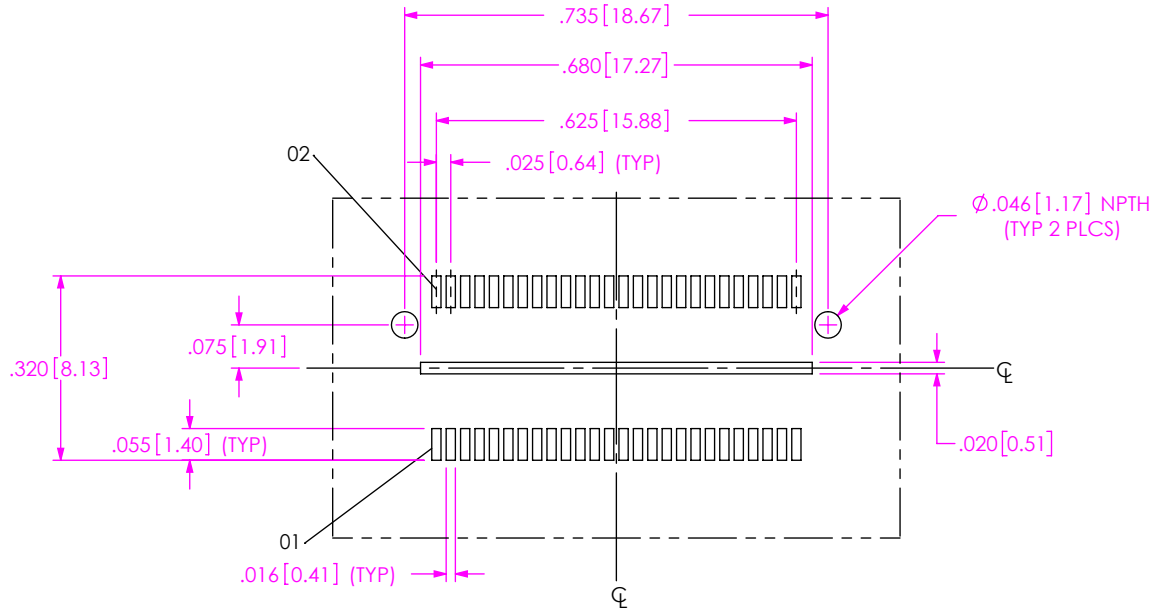 .735[18.67]
.680[17.27]
.625[15.88]
02
.025[0.64] (TYP)
Ø.046[1.17] NPTH
(TYP 2 PLCS)
.075[1.91]
.320[8.13]
℄
.055[1.40] (TYP)
.020[0.51]
01
.016[0.41] (TYP)
℄